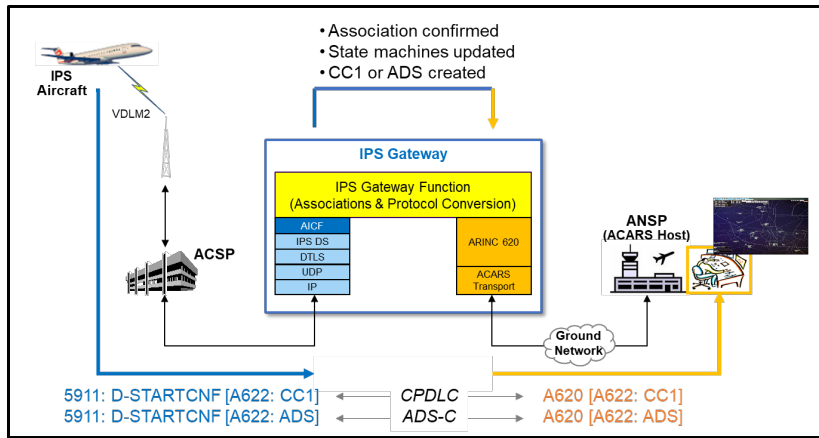 • Association confirmed
• State machines updated
• CC1 or ADS created
IPS
Aircraft
VDLM2
IPS Gateway
IPS Gateway Function
(Associations & Protocol Conversion)
AICF
IPS DS
DTLS
UDP
IP
ARINC 620
ACARS
Transport
ACSP
ANSP
(ACARS Host)
Ground
Network
5911: D-STARTCNF [A622: CC1]
CPDLC
A620 [A622: CC1]
5911: D-STARTCNF [A622: ADS]
ADS-C
A620 [A622: ADS]